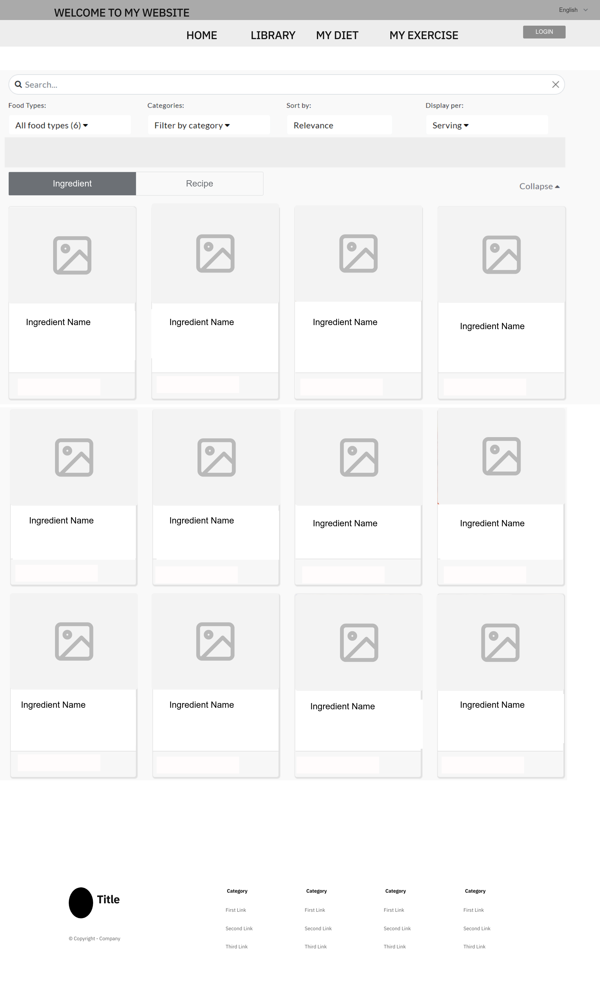 WELCOME TO MY WEBSITE
English
HOME LIBRARY MY DIET MY EXERCISE LOGIN
Search...
Food Types: Categories: Sort by: Display per:
All food types (6) Filter by category Relevance Serving
Ingredient Recipe
Collapse
Ingredient Name Ingredient Name Ingredient Name Ingredient Name
Ingredient Name Ingredient Name Ingredient Name Ingredient Name
Ingredient Name Ingredient Name Ingredient Name Ingredient Name
Title
© Copyright - Company
Category
First Link
Second Link
Third Link
Category
First Link
Second Link
Third Link
Category
First Link
Second Link
Third Link
Category
First Link
Second Link
Third Link